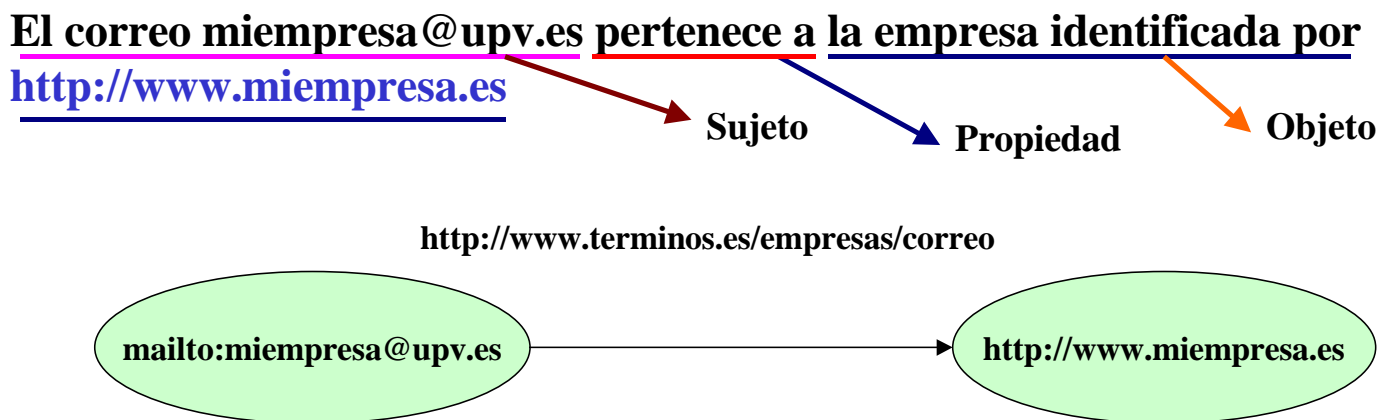 El correo miempresa@upv.es pertenece a la empresa identificada por
http://www.miempresa.es
Sujeto
Propiedad
Objeto
http://www.terminos.es/empresas/correo
mailto:miempresa@upv.es
http://www.miempresa.es